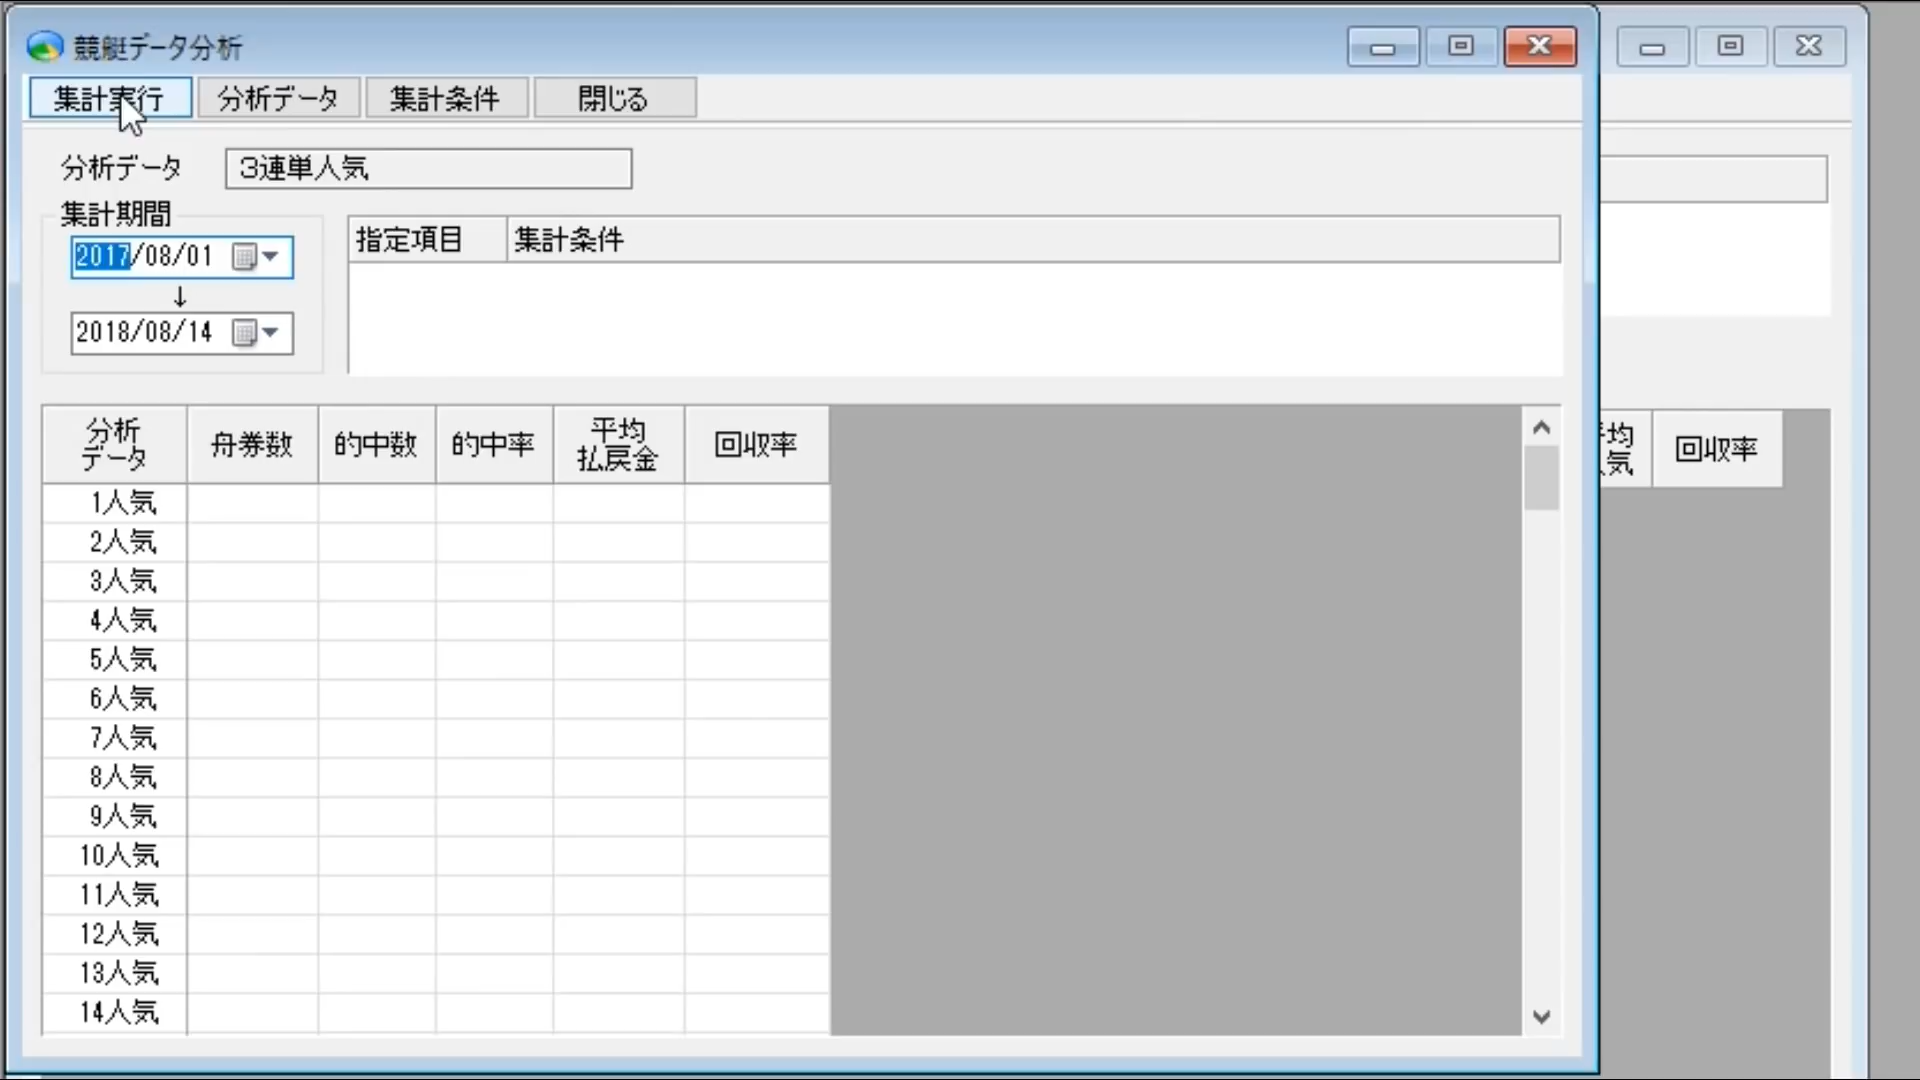 競艇データ分析
集計実行 分析データ 集計条件 閉じる
分析データ 3連単人気
集計期間
2017/08/01
↓
2018/08/14
指定項目 集計条件
分析データ 舟券数 的中数 的中率 平均払戻金 回収率
1人気
2人気
3人気
4人気
5人気
6人気
7人気
8人気
9人気
10人気
11人気
12人気
13人気
14人気
回収率